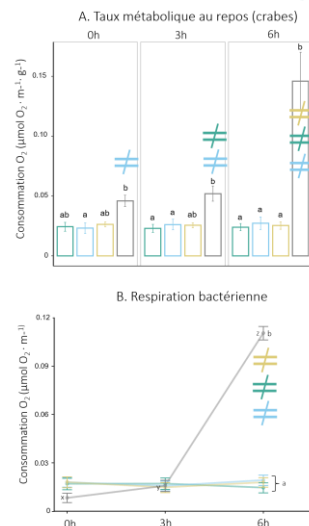 A. Taux métabolique au repos (crabes)
0h 3h 6h
Consommation O₂ (µmol O₂ · m⁻¹· g⁻¹)
0.15
0.10
0.05
0
ab a ab b
a a a b
a a a b
≠ ≠ ≠ ≠ ≠ ≠
B. Respiration bactérienne
Consommation O₂ (µmol O₂ · m⁻¹)
0.12
0.09
0.06
0.03
0
x
y
z b
≠
≠
≠
a
0h 3h 6h